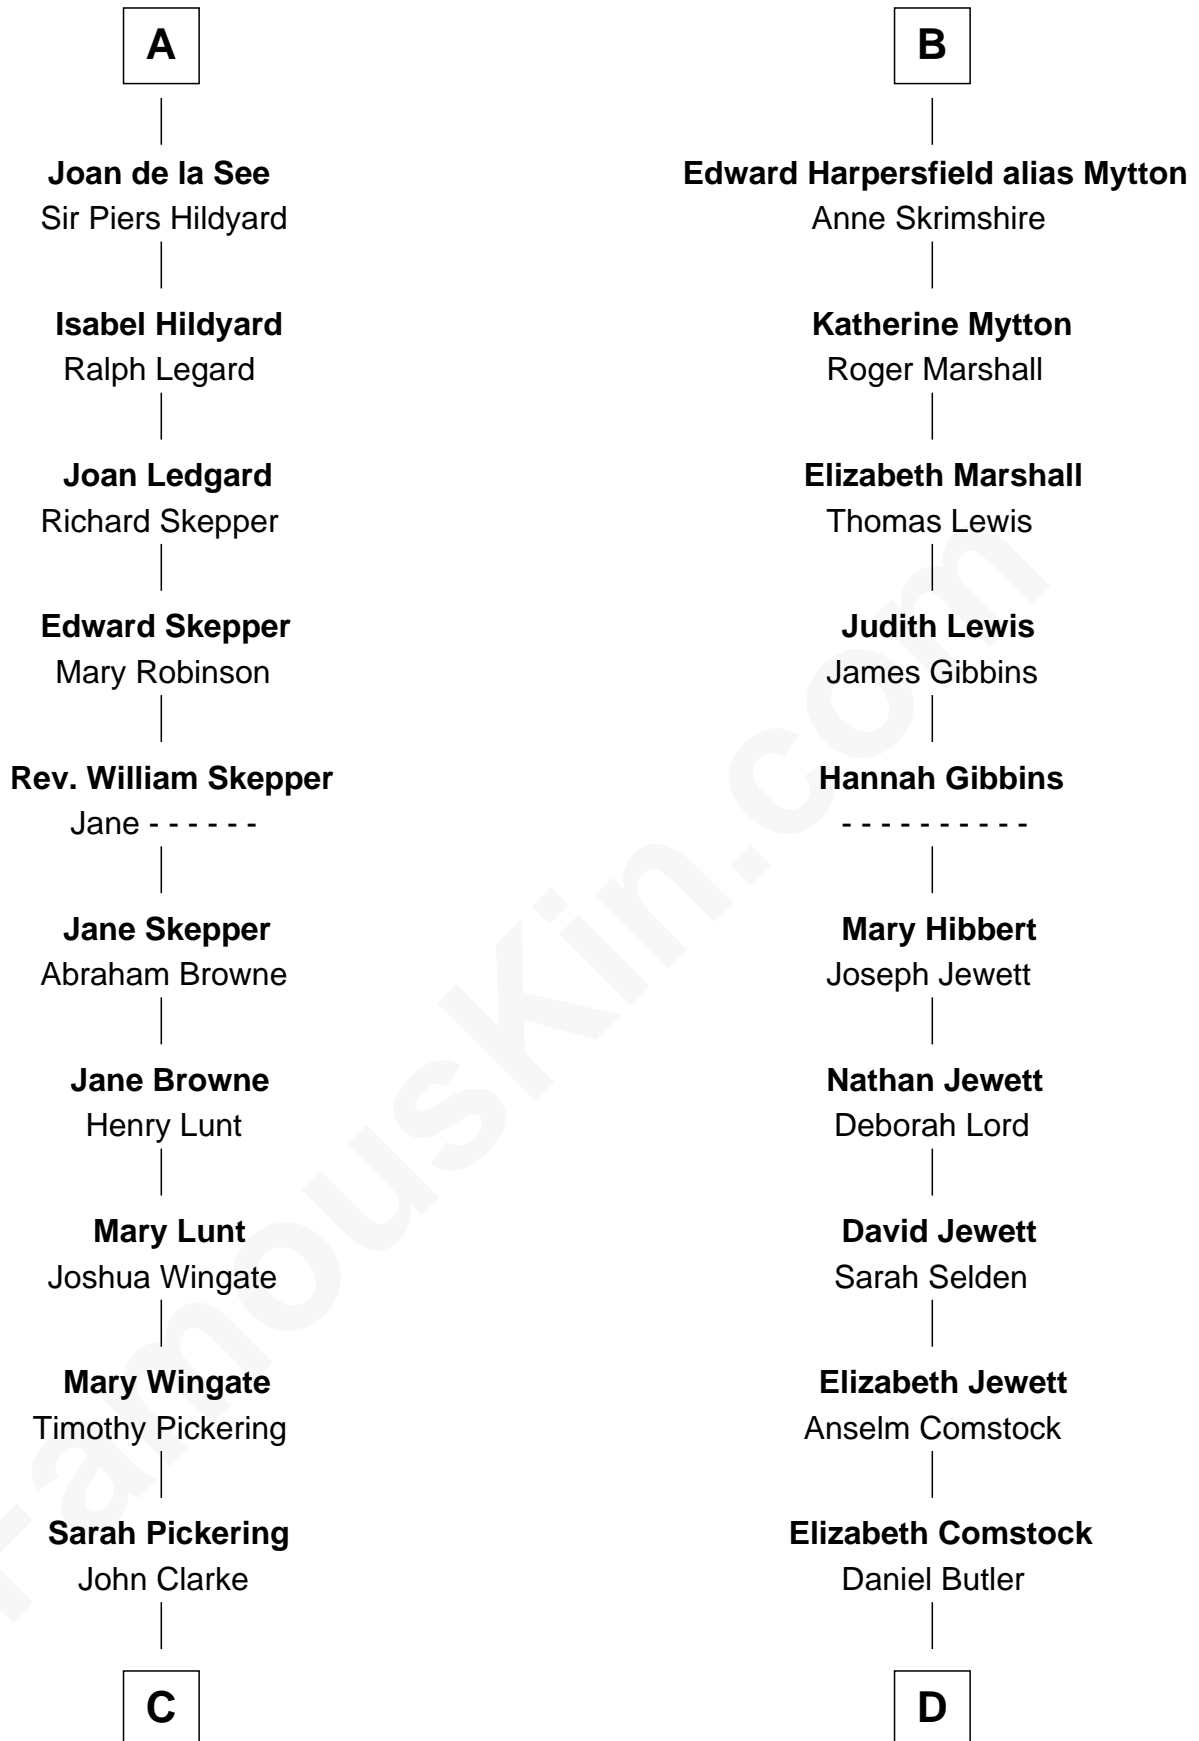 A
Joan de la See
Sir Piers Hildyard
Isabel Hildyard
Ralph Legard
Joan Ledgard
Richard Skepper
Edward Skepper
Mary Robinson
Rev. William Skepper
Jane - - - - - -
Jane Skepper
Abraham Browne
Jane Browne
Henry Lunt
Mary Lunt
Joshua Wingate
Mary Wingate
Timothy Pickering
Sarah Pickering
John Clarke
C
B
Edward Harpersfield alias Mytton
Anne Skrimshire
Katherine Mytton
Roger Marshall
Elizabeth Marshall
Thomas Lewis
Judith Lewis
James Gibbins
Hannah Gibbins
- - - - - - - - - -
Mary Hibbert
Joseph Jewett
Nathan Jewett
Deborah Lord
David Jewett
Sarah Selden
Elizabeth Jewett
Anselm Comstock
Elizabeth Comstock
Daniel Butler
D
FamousKin.com